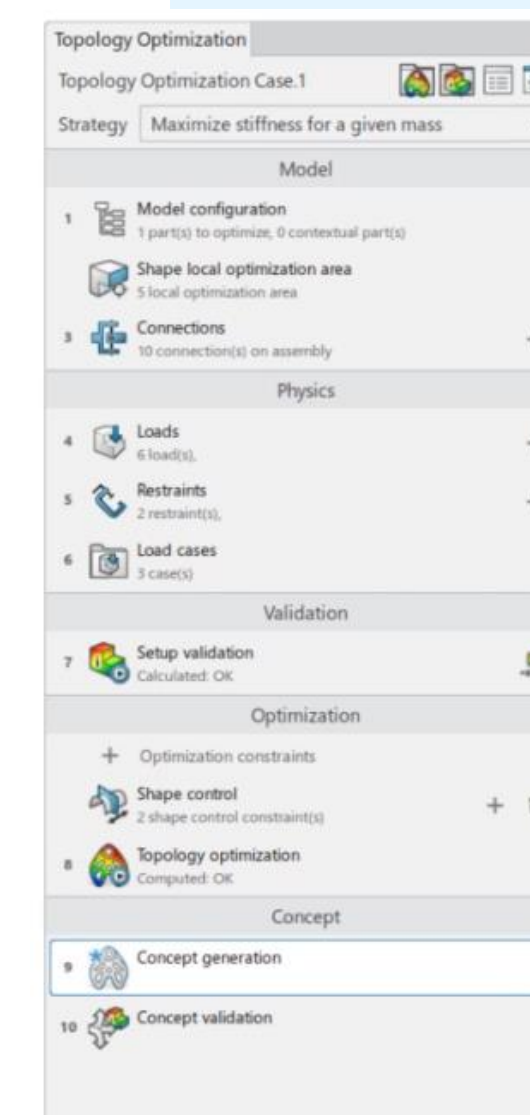 Topology Optimization
Topology Optimization Case.1
Strategy Maximize stiffness for a given mass
Model
1 Model configuration
1 part(s) to optimize, 0 contextual part(s)
Shape local optimization area
5 local optimization area
3 Connections
10 connection(s) on assembly
Physics
4 Loads
6 load(s),
5 Restraints
2 restraint(s),
6 Load cases
3 case(s)
Validation
7 Setup validation
Calculated: OK
Optimization
+ Optimization constraints
Shape control
2 shape control constraint(s)
+
8 Topology optimization
Computed: OK
Concept
9 Concept generation
10 Concept validation